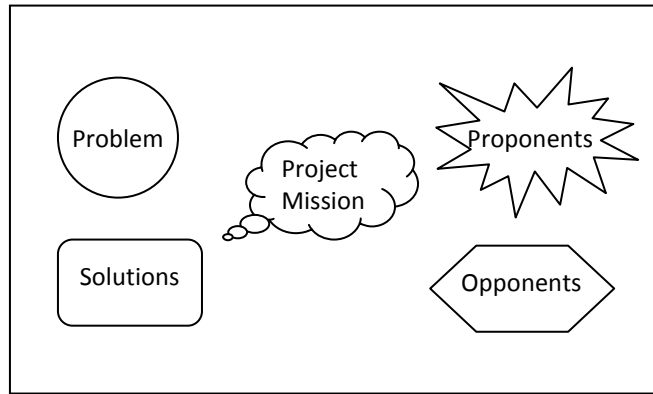 Problem
Proponents
Project
Mission
Solutions
Opponents